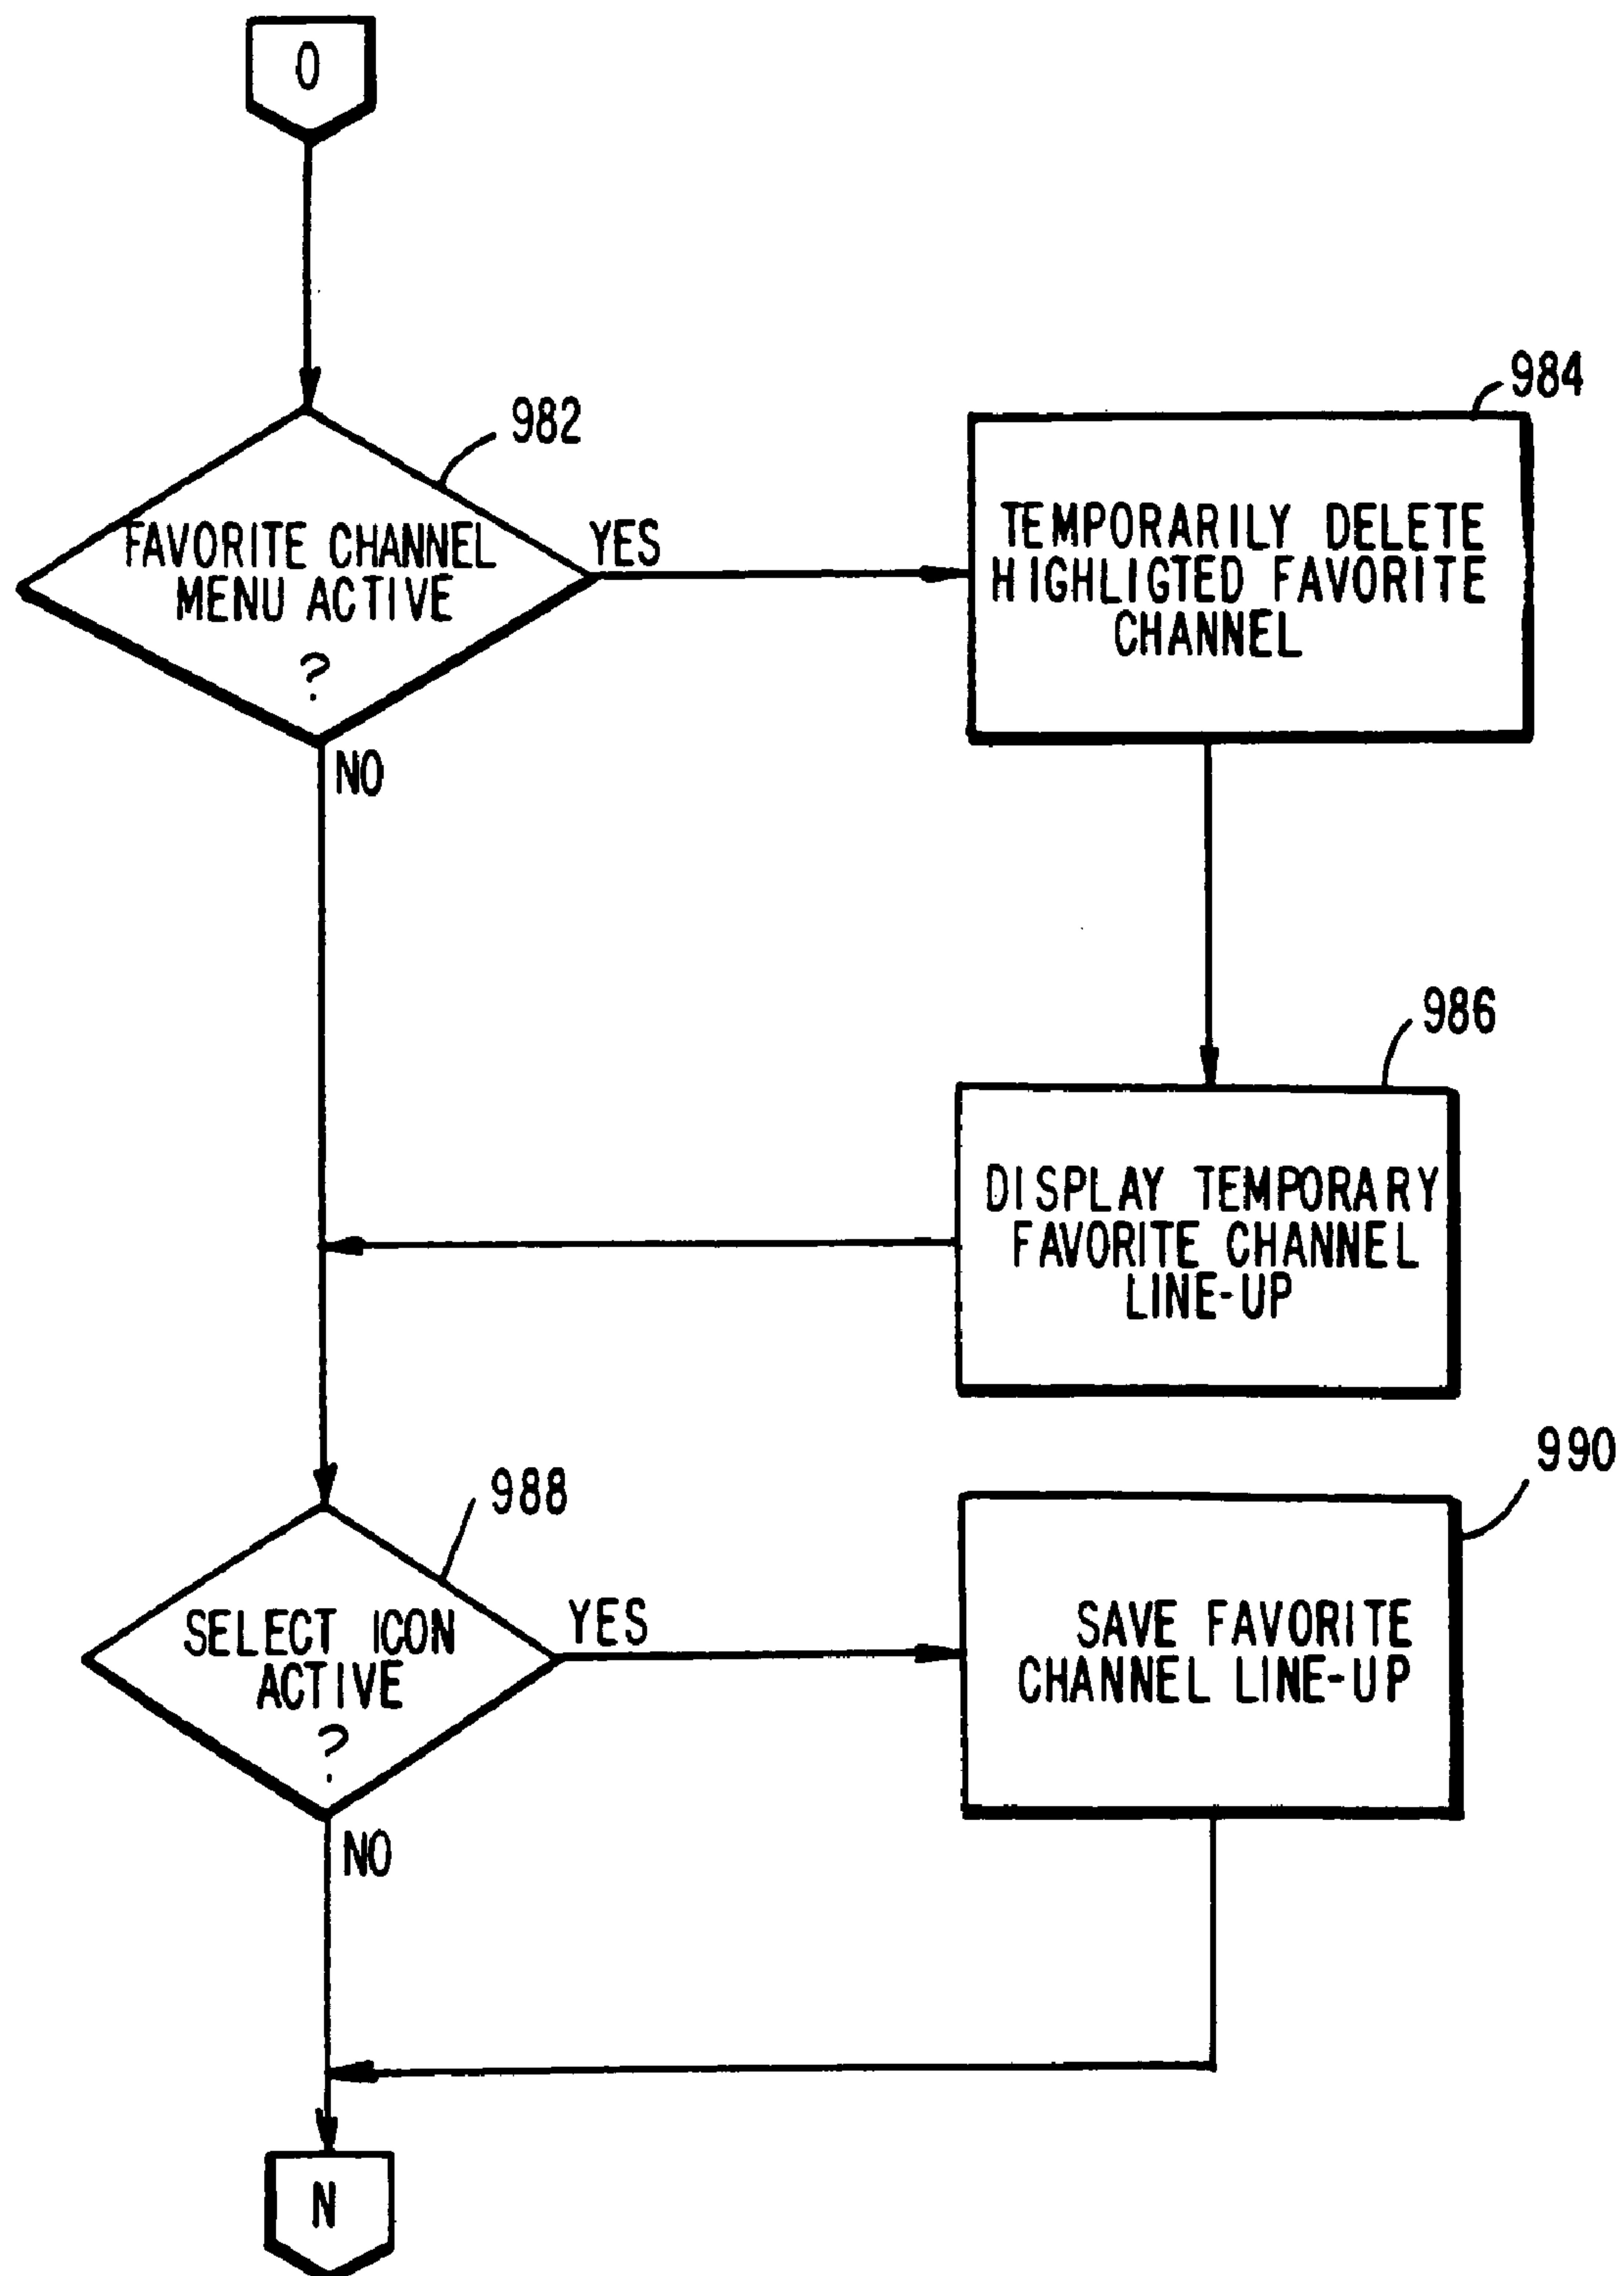 O
982
FAVORITE CHANNEL
MENU ACTIVE
?
YES
NO
984
TEMPORARILY DELETE
HIGHLIGTED FAVORITE
CHANNEL
986
DISPLAY TEMPORARY
FAVORITE CHANNEL
LINE-UP
988
SELECT ICON
ACTIVE
?
YES
NO
990
SAVE FAVORITE
CHANNEL LINE-UP
N